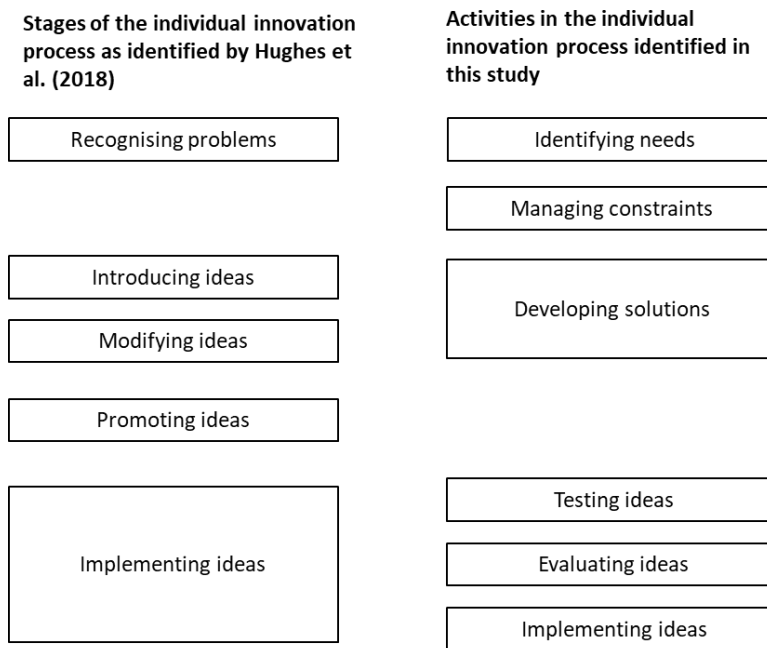 Stages of the individual innovation
process as identified by Hughes et
al. (2018)
Recognising problems
Introducing ideas
Modifying ideas
Promoting ideas
Implementing ideas
Activities in the individual
innovation process identified in
this study
Identifying needs
Managing constraints
Developing solutions
Testing ideas
Evaluating ideas
Implementing ideas